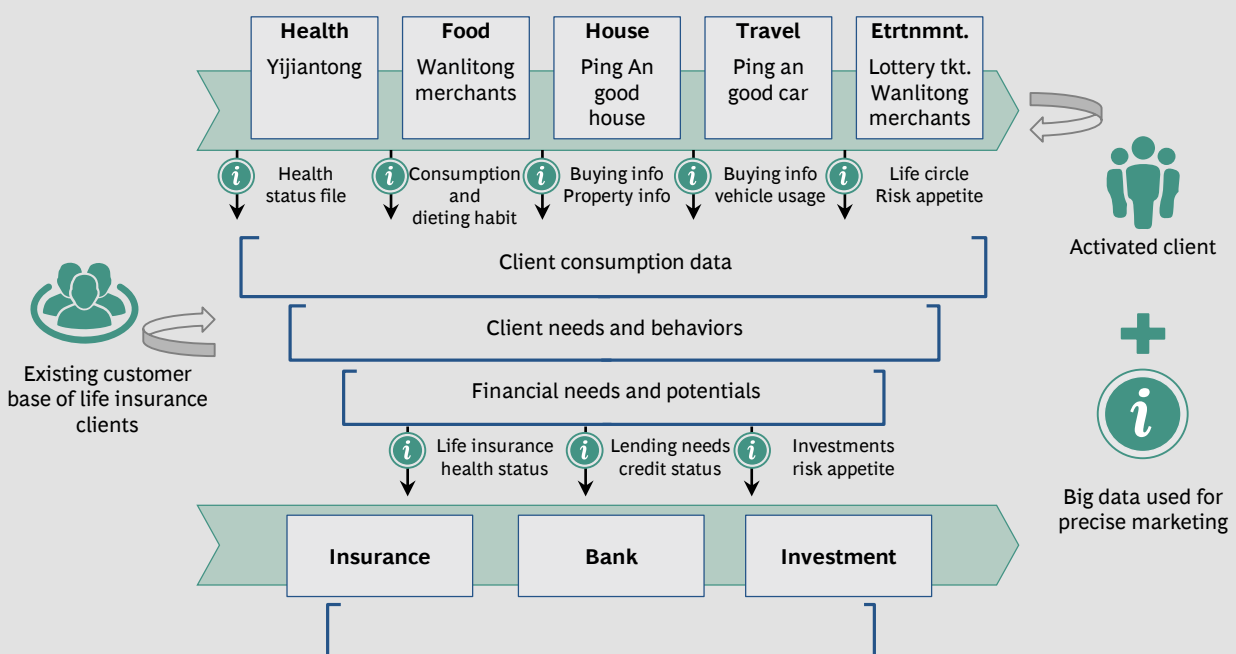 Health
Yijiantong
Food
Wanlitong
merchants
House
Ping An
good
house
Travel
Ping an
good car
Etrtnmnt.
Lottery tkt.
Wanlitong
merchants
i
Health
status file
i
Consumption
and
dieting habit
i
Buying info
Property info
i
Buying info
vehicle usage
i
Life circle
Risk appetite
Activated client
Client consumption data
Client needs and behaviors
Existing customer
base of life insurance
clients
Financial needs and potentials
i
i
Life insurance
health status
i
Lending needs
credit status
i
Investments
risk appetite
Big data used for
precise marketing
Insurance
Bank
Investment